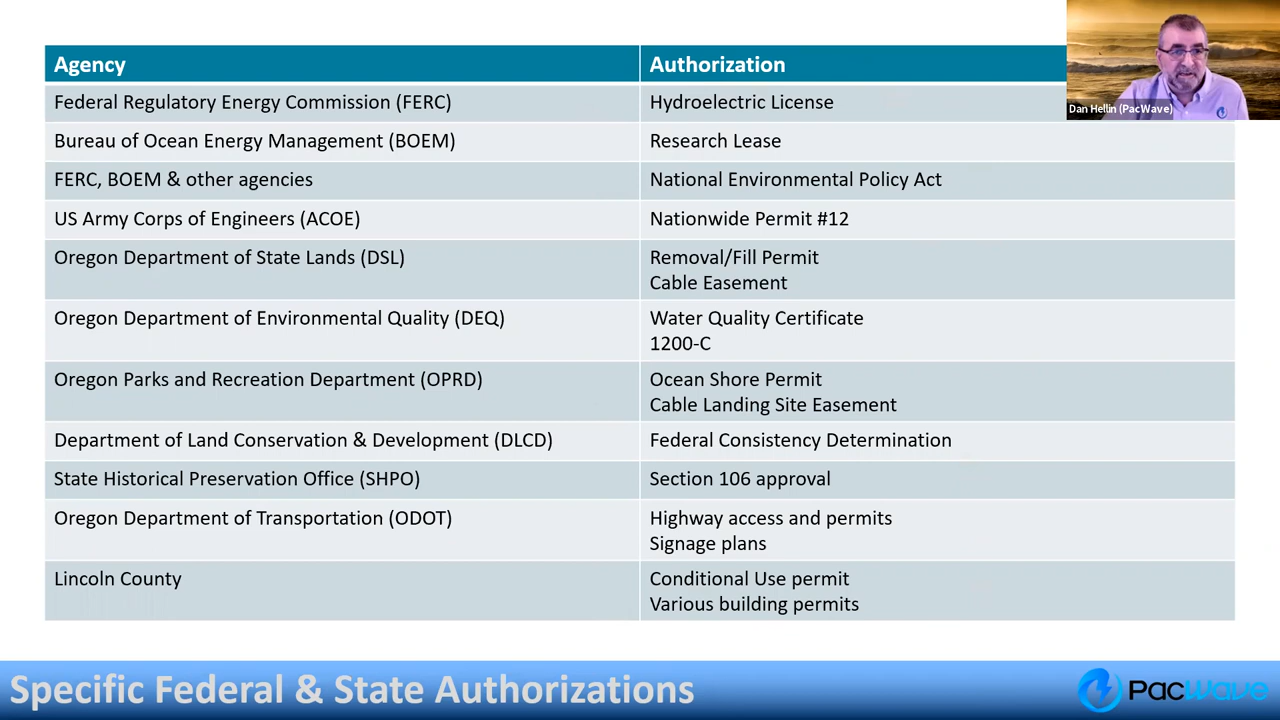 Agency Authorization
Federal Regulatory Energy Commission (FERC) Hydroelectric License
Bureau of Ocean Energy Management (BOEM) Research Lease
FERC, BOEM & other agencies National Environmental Policy Act
US Army Corps of Engineers (ACOE) Nationwide Permit #12
Oregon Department of State Lands (DSL) Removal/Fill Permit
Cable Easement
Oregon Department of Environmental Quality (DEQ) Water Quality Certificate
1200-C
Oregon Parks and Recreation Department (OPRD) Ocean Shore Permit
Cable Landing Site Easement
Department of Land Conservation & Development (DLCD) Federal Consistency Determination
State Historical Preservation Office (SHPO) Section 106 approval
Oregon Department of Transportation (ODOT) Highway access and permits
Signage plans
Lincoln County Conditional Use permit
Various building permits
Dan Hellin (PacWave)
Specific Federal & State Authorizations
PacWave